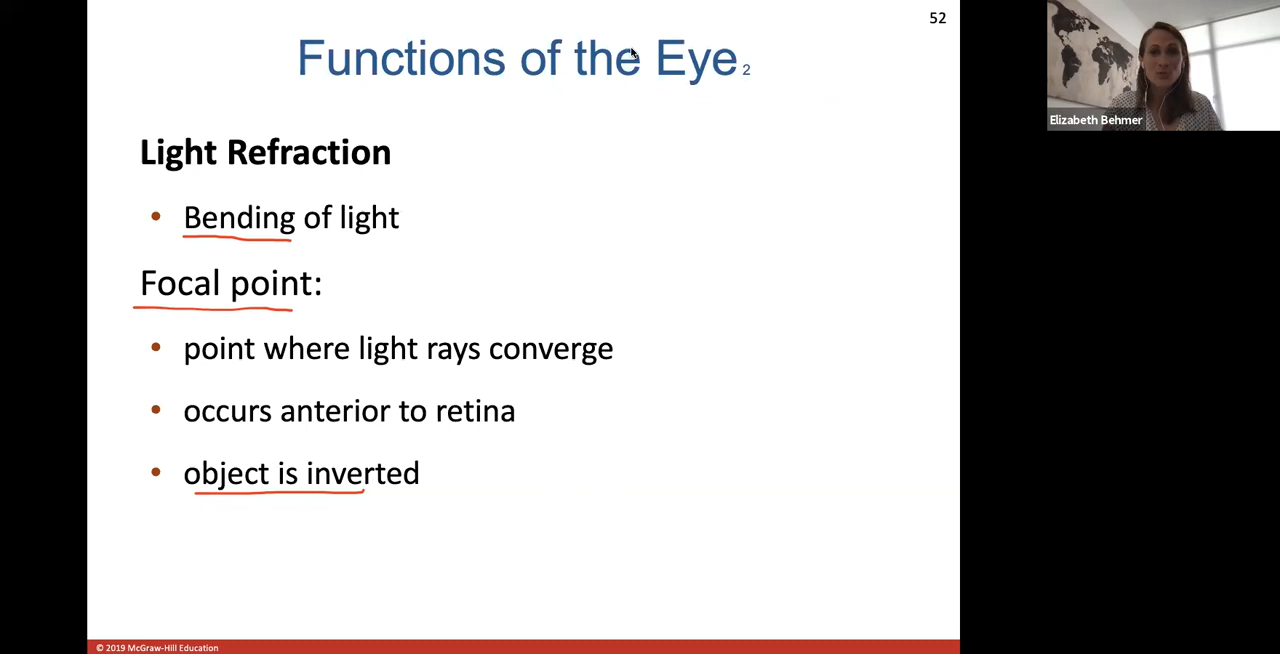 52
Functions of the Eye 2
Light Refraction
• Bending of light
Focal point:
• point where light rays converge
• occurs anterior to retina
• object is inverted
© 2019 McGraw-Hill Education
Elizabeth Behmer